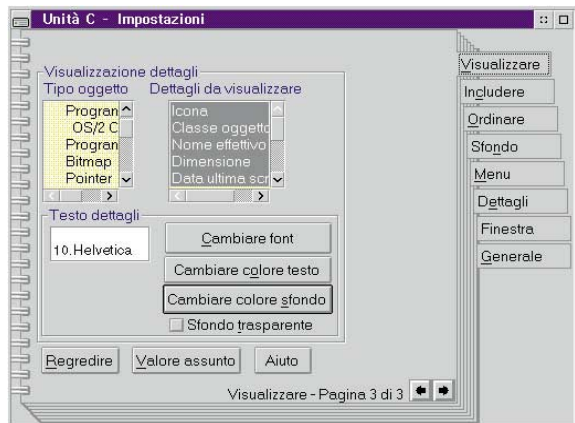 Unità C - Impostazioni
Visualizzazione dettagli
Tipo oggetto
Dettagli da visualizzare
Progran
OS/2 C
Progran
Bitmap
Pointer
Icona
Classe oggetto
Nome effettivo
Dimensione
Data ultima scr
Testo dettagli
10.Helvetica
Cambiare font
Cambiare colore testo
Cambiare colore sfondo
Sfondo trasparente
Regredire
Valore assunto
Aiuto
Visualizzare - Pagina 3 di 3
Visualizzare
Includere
Ordinare
Sfondo
Menu
Dettagli
Finestra
Generale